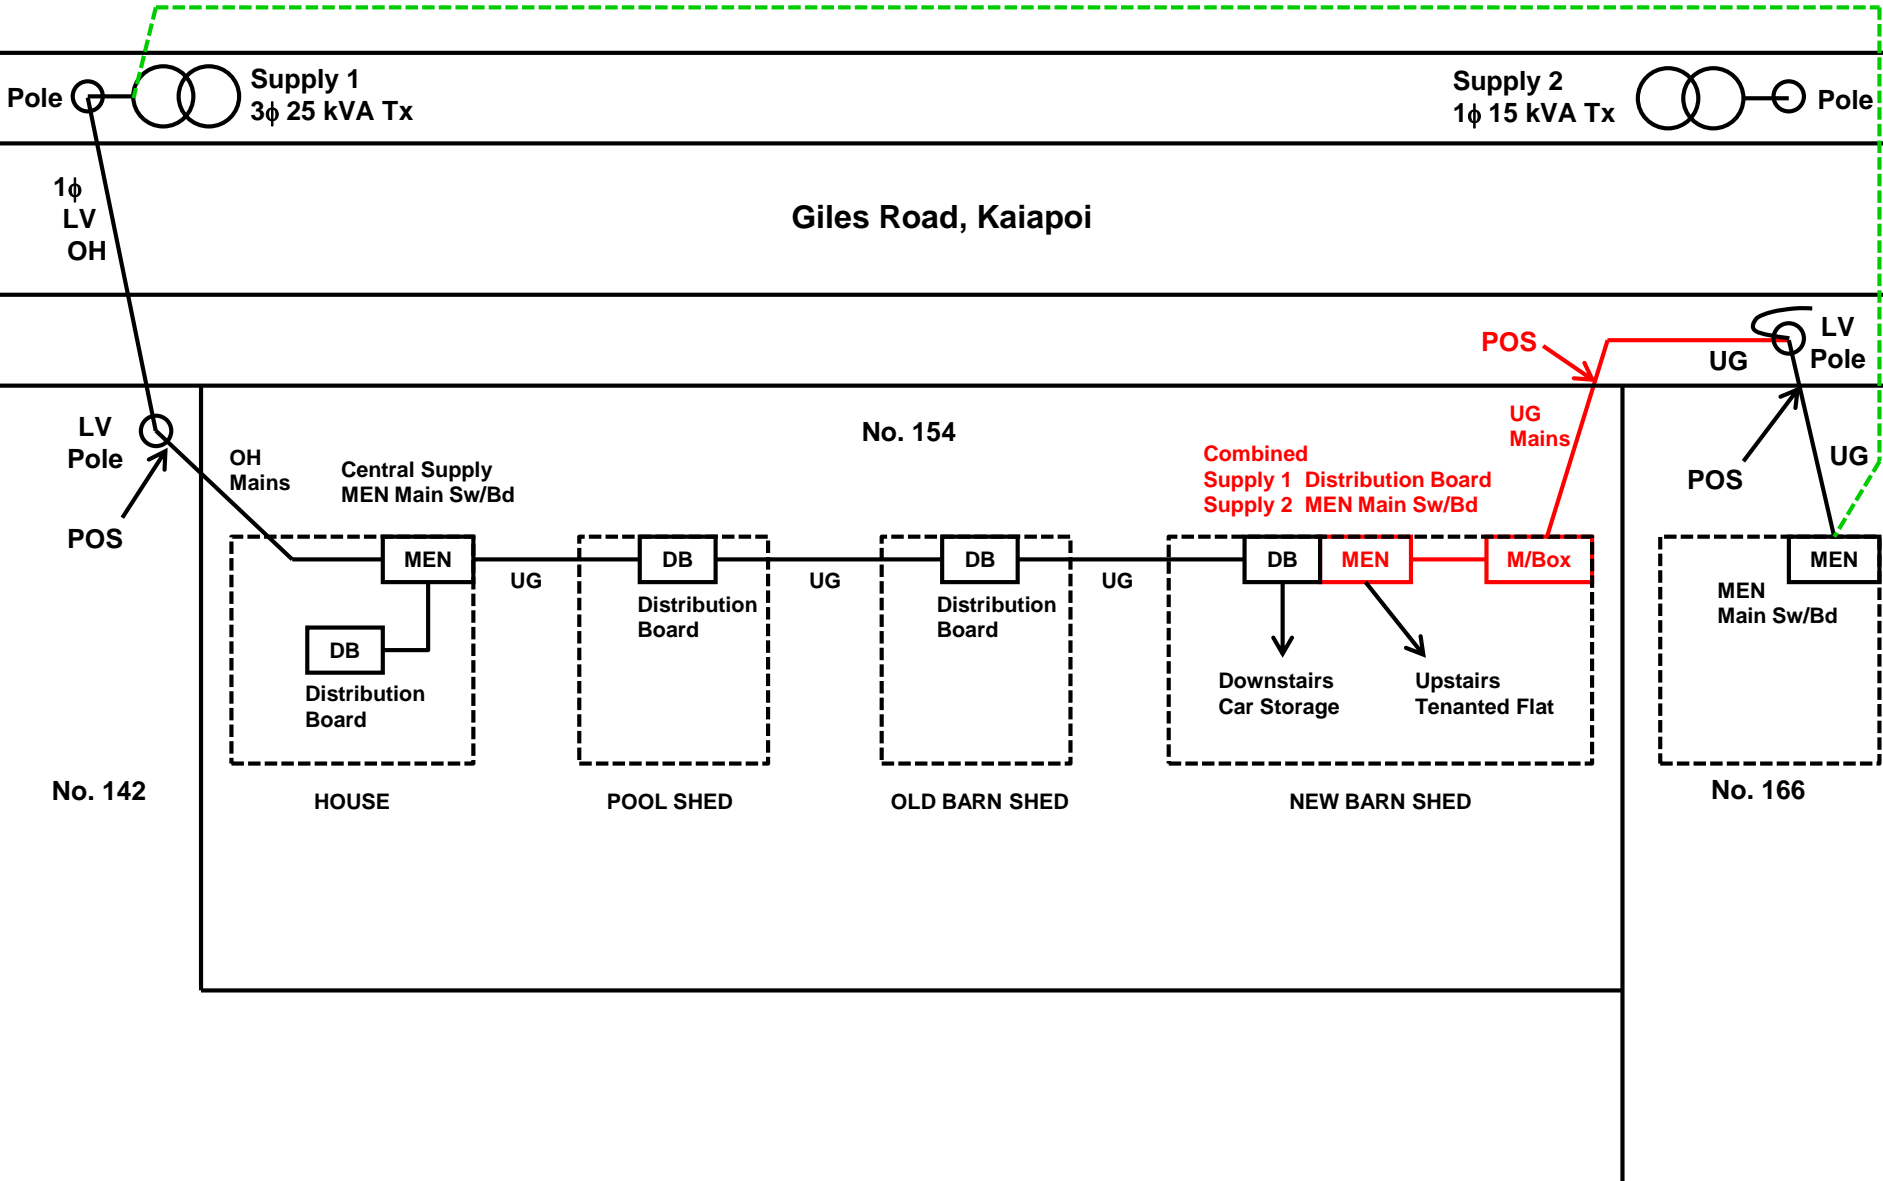 Pole
Supply 1
3ϕ 25 kVA Tx
Supply 2
1ϕ 15 kVA Tx
Pole
1ϕ
LV
OH
Giles Road, Kaiapoi
POS
UG
LV
Pole
LV
Pole
POS
OH
Mains
Central Supply
MEN Main Sw/Bd
No. 154
UG
Mains
Combined
Supply 1 Distribution Board
Supply 2 MEN Main Sw/Bd
POS
UG
MEN
UG
DB
UG
DB
UG
DB
MEN
M/Box
MEN
DB
Distribution
Board
Distribution
Board
Distribution
Board
Downstairs
Car Storage
Upstairs
Tenanted Flat
MEN
Main Sw/Bd
No. 142
HOUSE
POOL SHED
OLD BARN SHED
NEW BARN SHED
No. 166